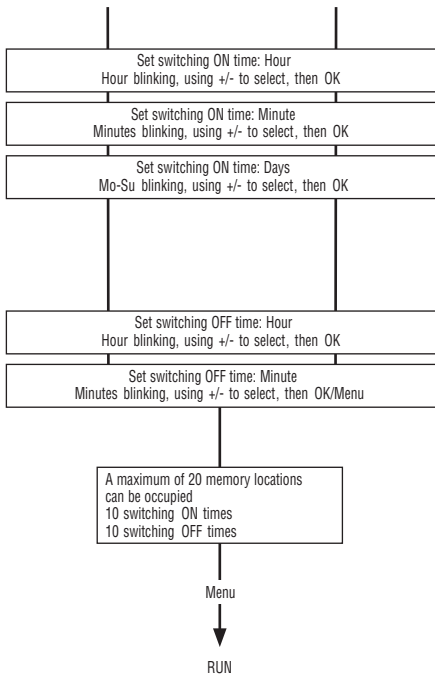 Set switching ON time: Hour
Hour blinking, using +/- to select, then OK
Set switching ON time: Minute
Minutes blinking, using +/- to select, then OK
Set switching ON time: Days
Mo-Su blinking, using +/- to select, then OK
Set switching OFF time: Hour
Hour blinking, using +/- to select, then OK
Set switching OFF time: Minute
Minutes blinking, using +/- to select, then OK/Menu
A maximum of 20 memory locations
can be occupied
10 switching ON times
10 switching OFF times
Menu
RUN